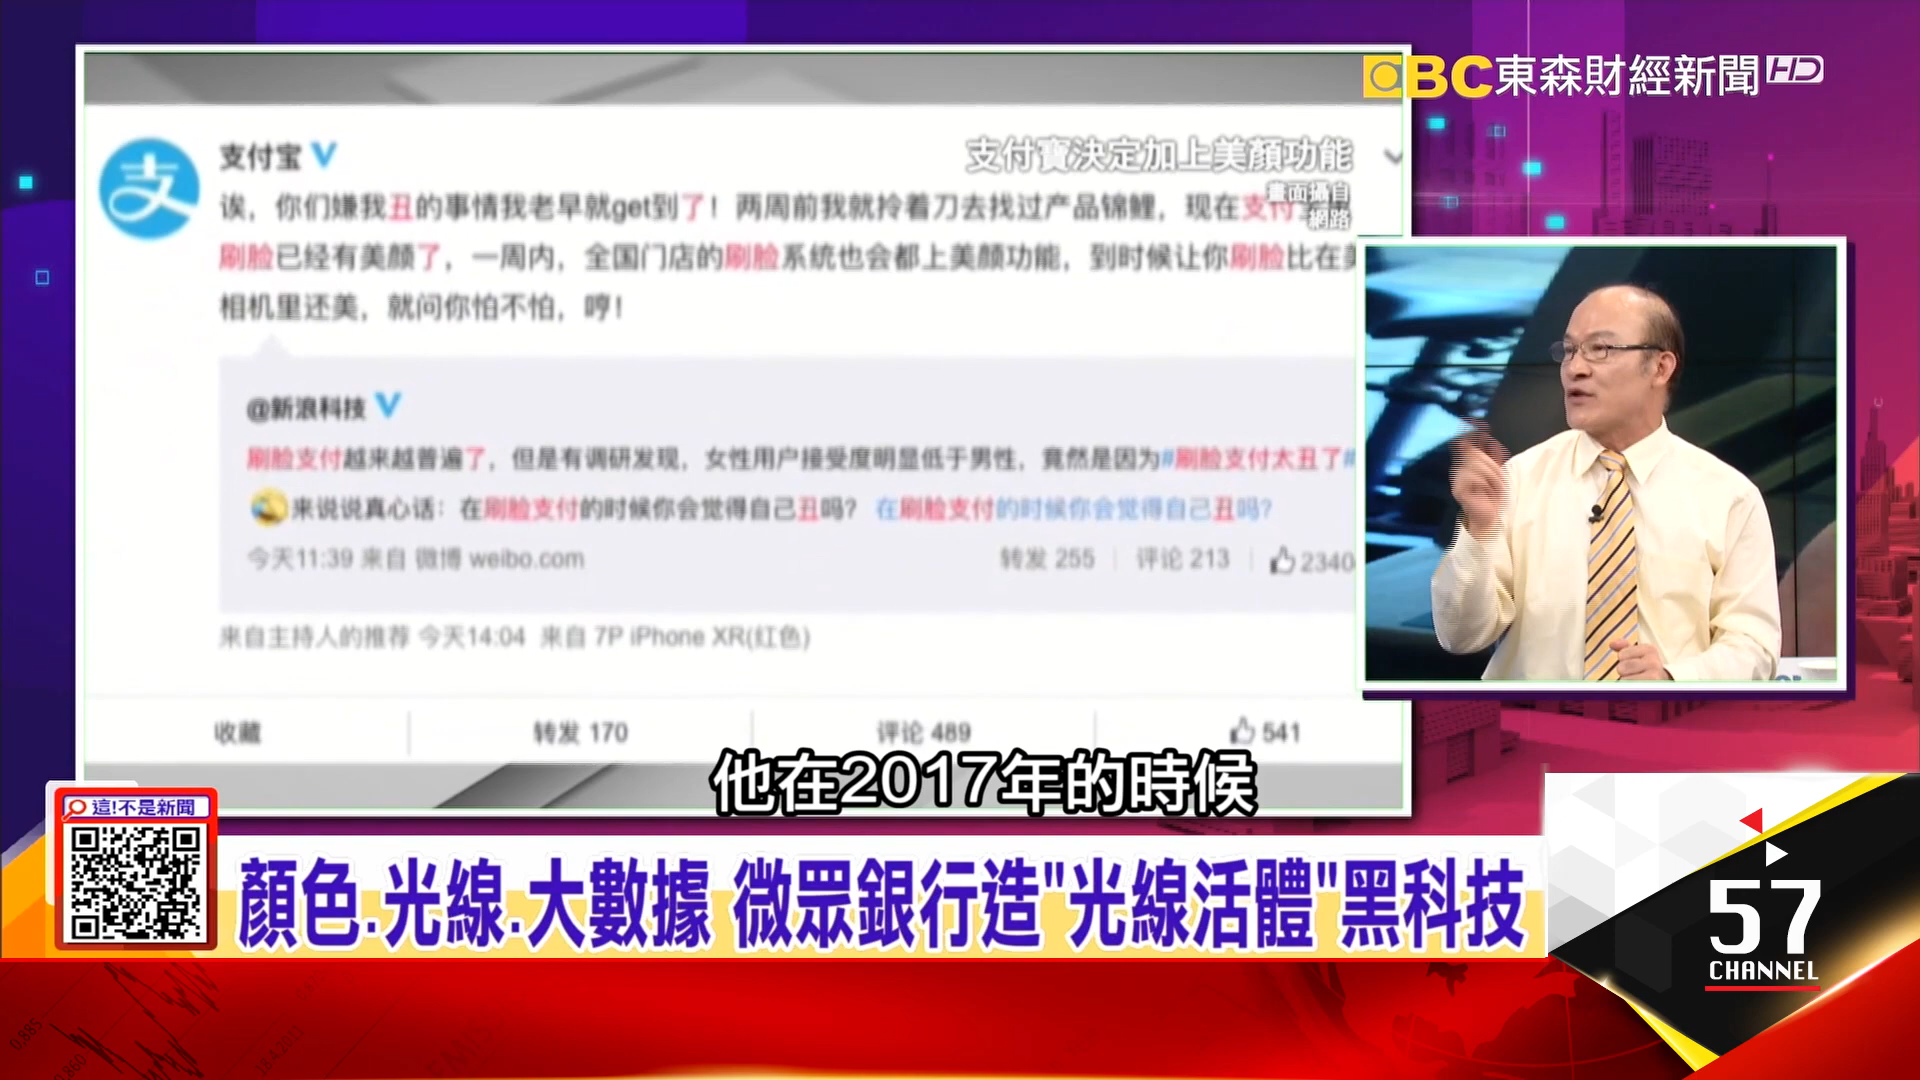 EBC東森財經新聞HD
支付宝
支付寶決定加上美顏功能
畫面攝自
網路
诶，你们嫌我丑的事情我老早就get到了！两周前我就拎着刀去找过产品锦鲤，现在支付
刷脸已经有美颜了，一周内，全国门店的刷脸系统也会都上美颜功能，到时候让你刷脸比在美
相机里还美，就问你怕不怕，哼！
@新浪科技
刷脸支付越来越普遍了，但是有调研发现，女性用户接受度明显低于男性，竟然是因为#刷脸支付太丑了#
来说说真心话：在刷脸支付的时候你会觉得自己丑吗？ 在刷脸支付的时候你会觉得自己丑吗?
今天11:39 来自 微博 weibo.com
转发 255 评论 213 2340
来自主持人的推荐 今天14:04 来自 7P iPhone XR(红色)
收藏 转发 170 评论 489 541
他在2017年的時候
這!不是新聞
顏色.光線.大數據 微眾銀行造"光線活體"黑科技
57
CHANNEL